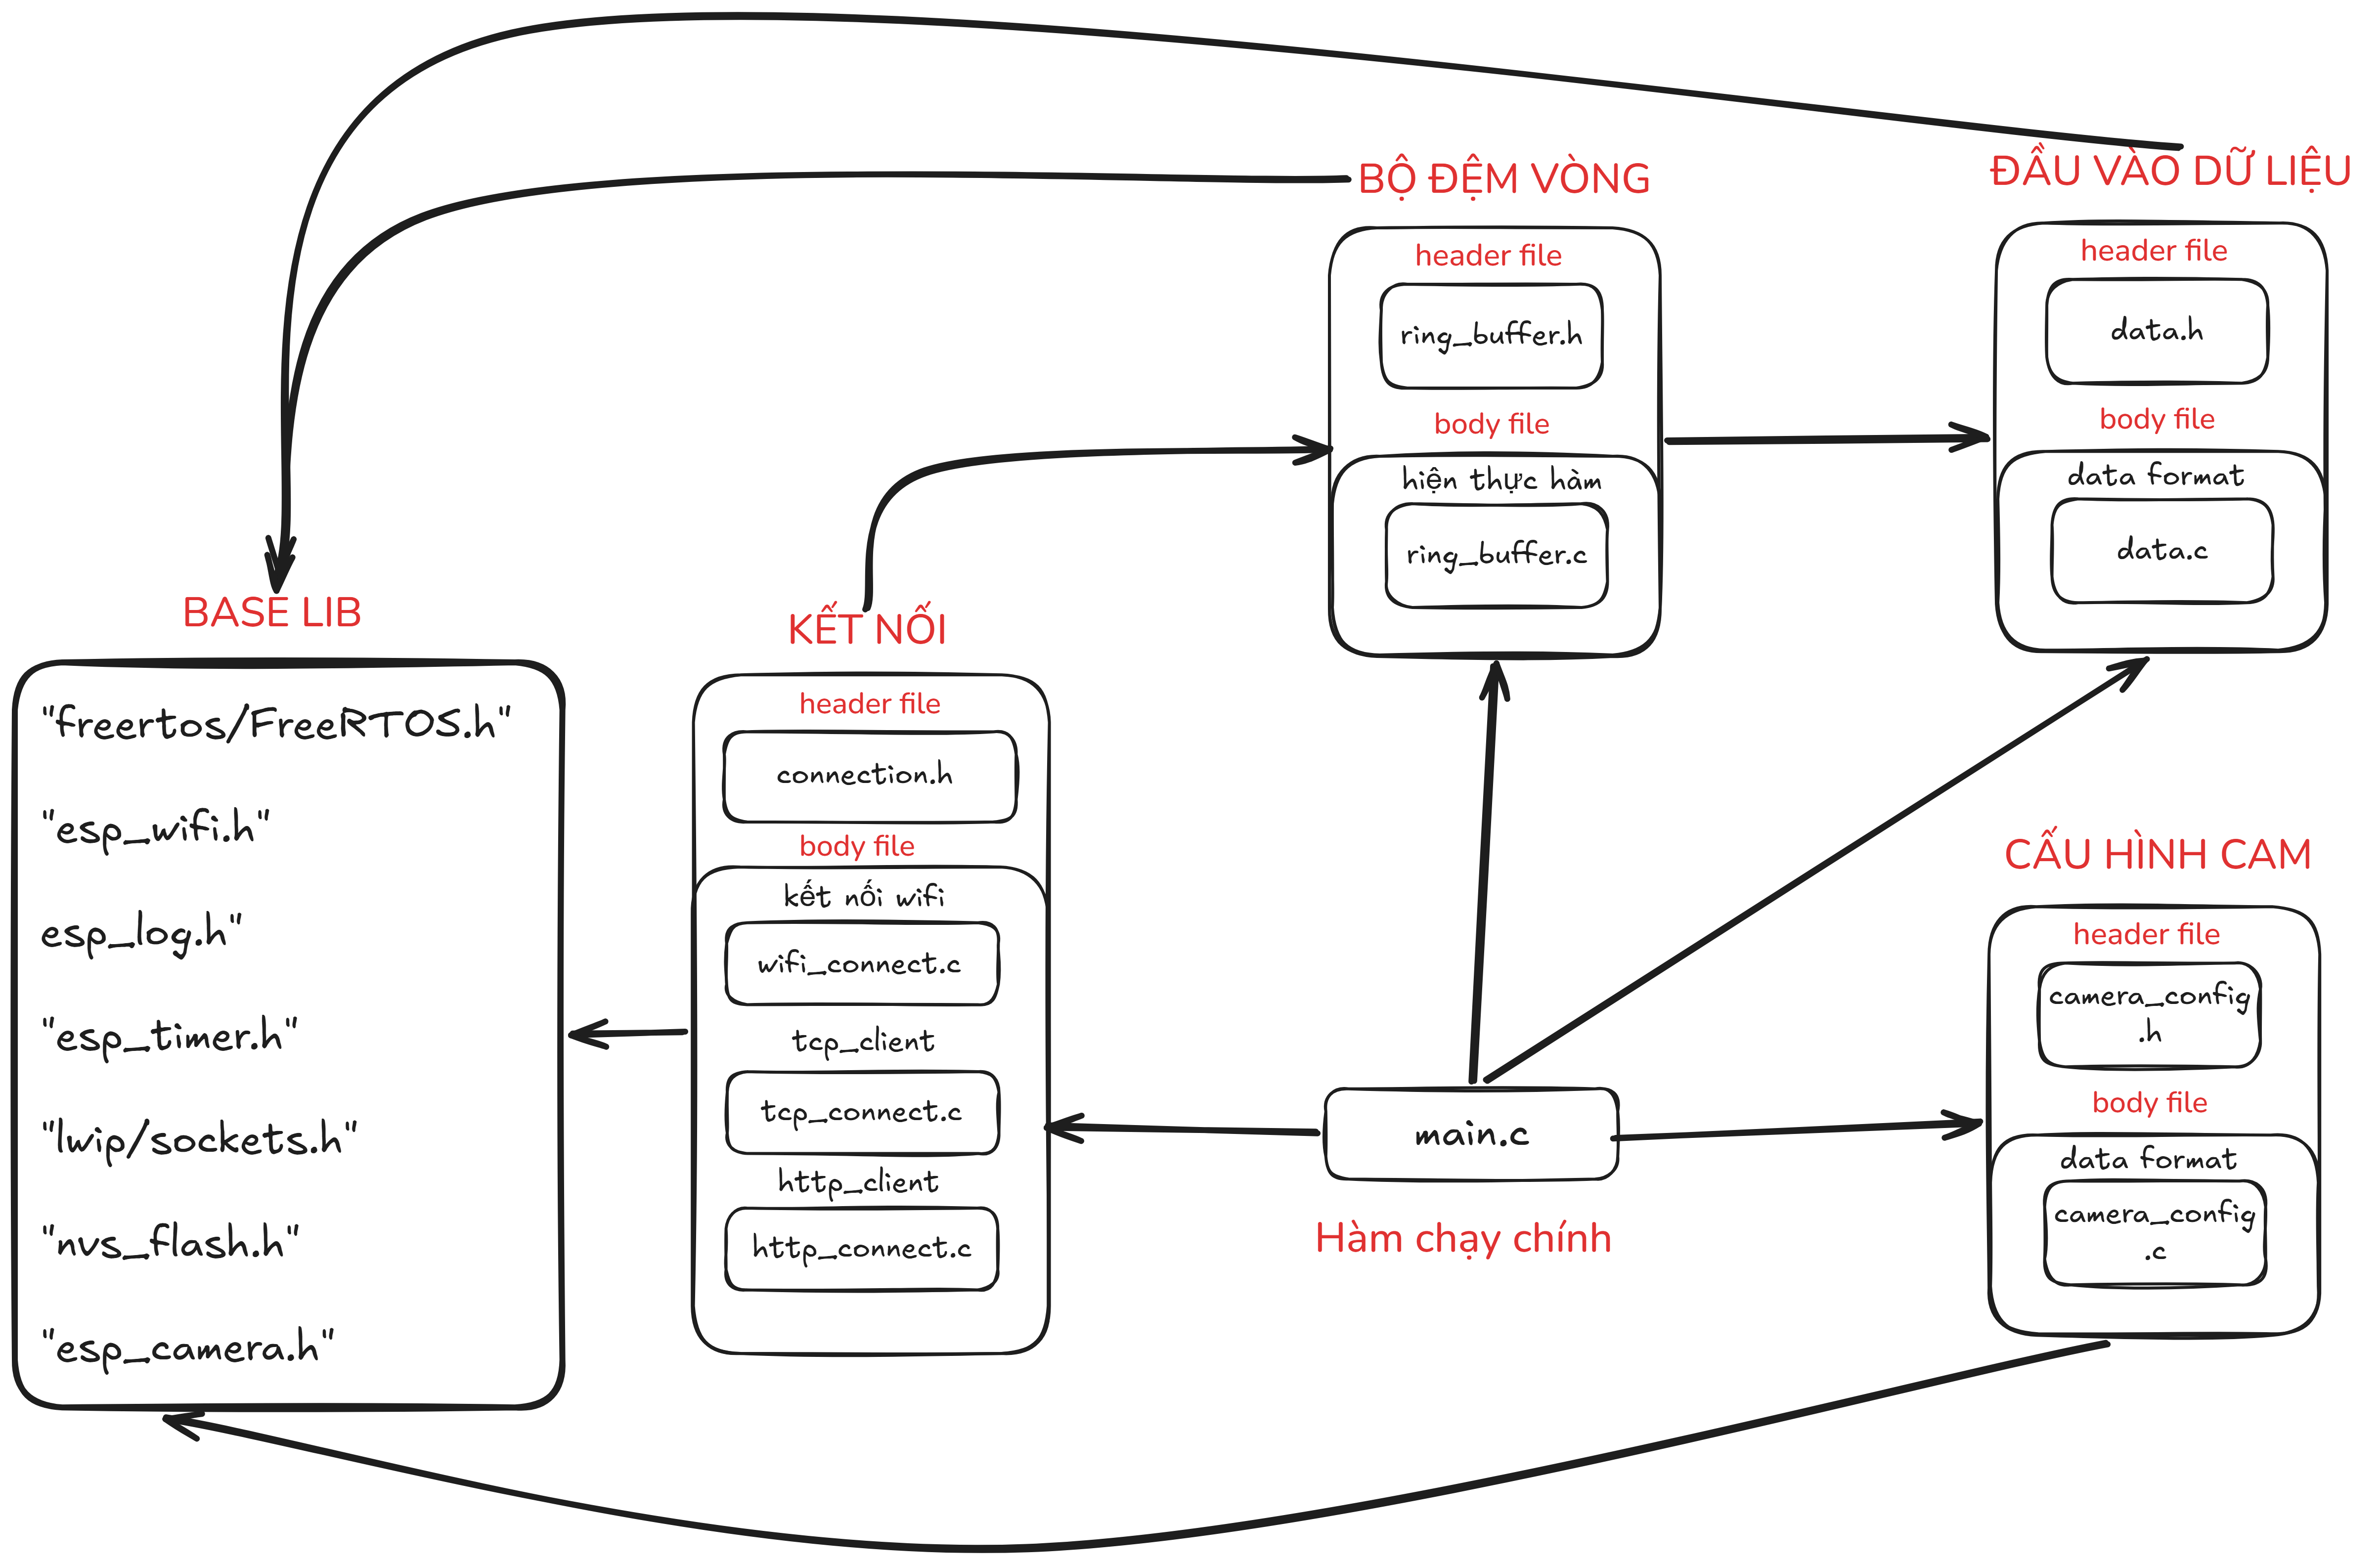 BỘ ĐỆM VÒNG
header file
ring_buffer.h
body file
hiện thực hàm
ring_buffer.c
ĐẦU VÀO DỮ LIỆU
header file
data.h
body file
data format
data.c
BASE LIB
"freertos/FreeRTOS.h"
"esp_wifi.h"
esp_log.h"
"esp_timer.h"
"lwip/sockets.h"
"nvs_flash.h"
"esp_camera.h"
KẾT NỐI
header file
connection.h
body file
kết nối wifi
wifi_connect.c
tcp_client
tcp_connect.c
http_client
http_connect.c
main.c
Hàm chạy chính
CẤU HÌNH CAM
header file
camera_config
.h
body file
data format
camera_config
.c